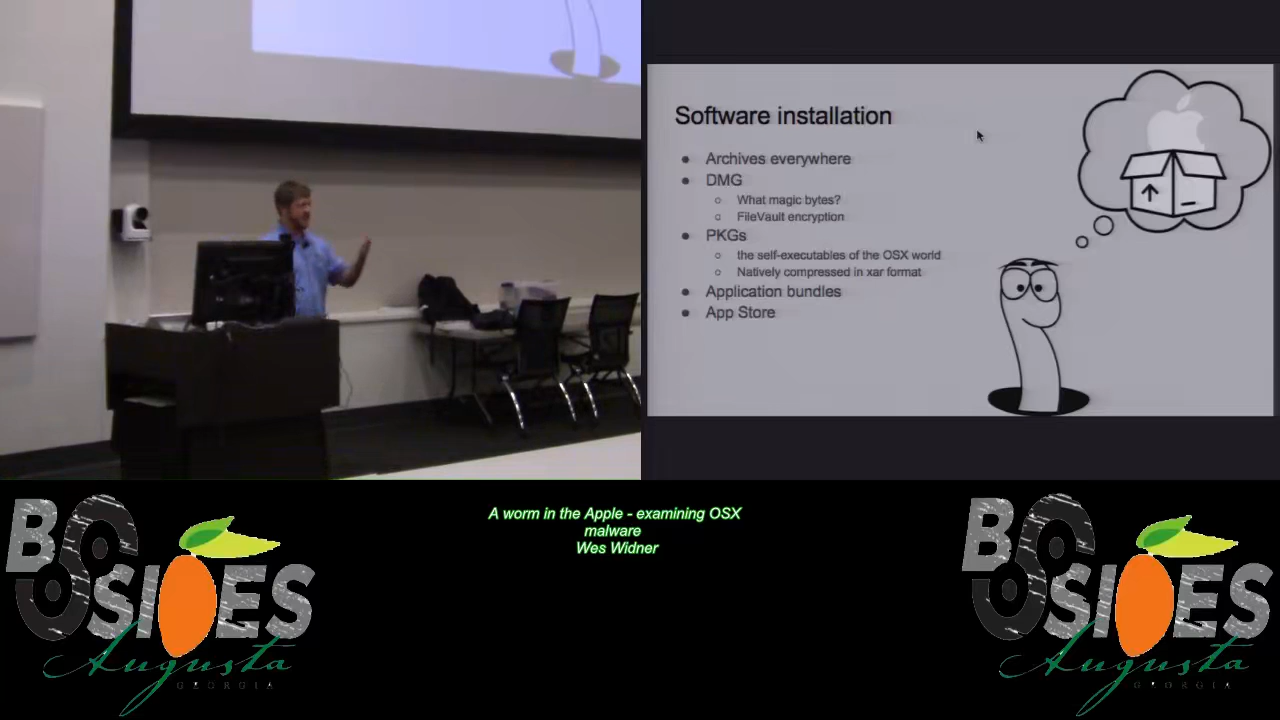 Software installation
Archives everywhere
DMG
What magic bytes?
FileVault encryption
PKGs
the self-executables of the OSX world
Natively compressed in xar format
Application bundles
App Store
A worm in the Apple - examining OSX
malware
Wes Widner
BSIDES
Augusta
GEORGIA
BSIDES
Augusta
GEORGIA